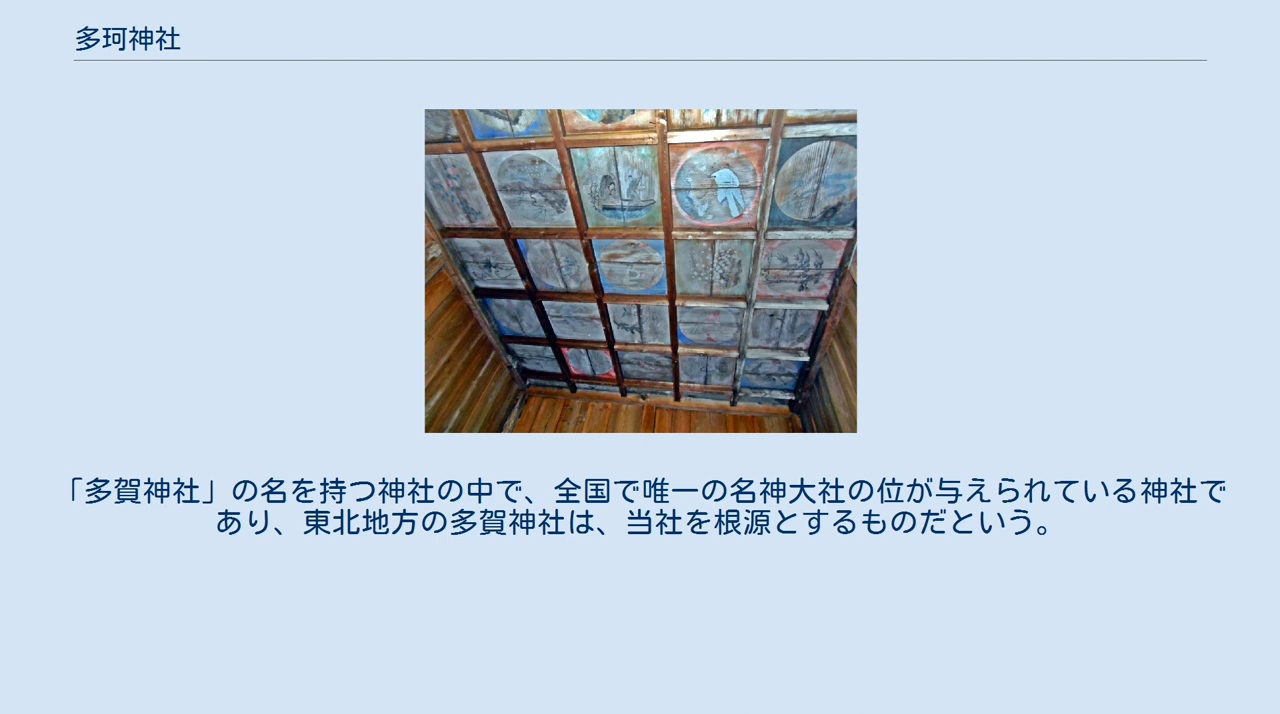 多珂神社
「多賀神社」の名を持つ神社の中で、全国で唯一の名神大社の位が与えられている神社で
あり、東北地方の多賀神社は、当社を根源とするものだという。